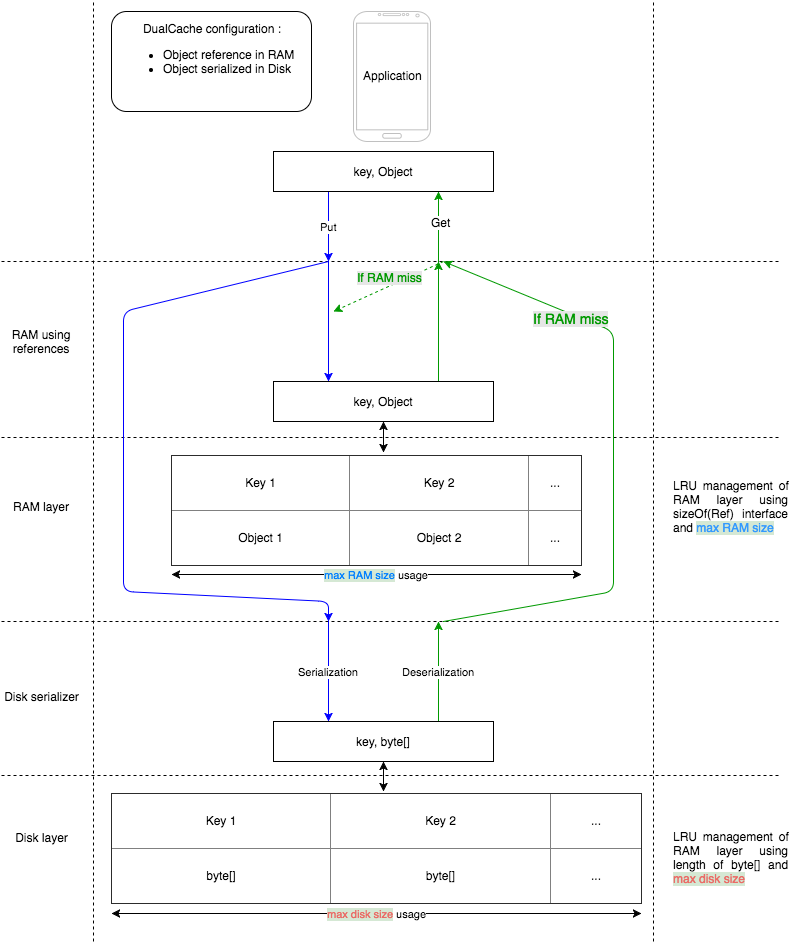 DualCache configuration :
• Object reference in RAM
• Object serialized in Disk
Application
key, Object
Put
Get
If RAM miss
If RAM miss
RAM using
references
key, Object
RAM layer
Key 1
Key 2
...
Object 1
Object 2
...
max RAM size usage
LRU management of
RAM layer using
sizeOf(Ref) interface
and max RAM size
Disk serializer
Serialization
Deserialization
key, byte[]
Disk layer
Key 1
Key 2
...
byte[]
byte[]
...
max disk size usage
LRU management of
RAM layer using
length of byte[] and
max disk size